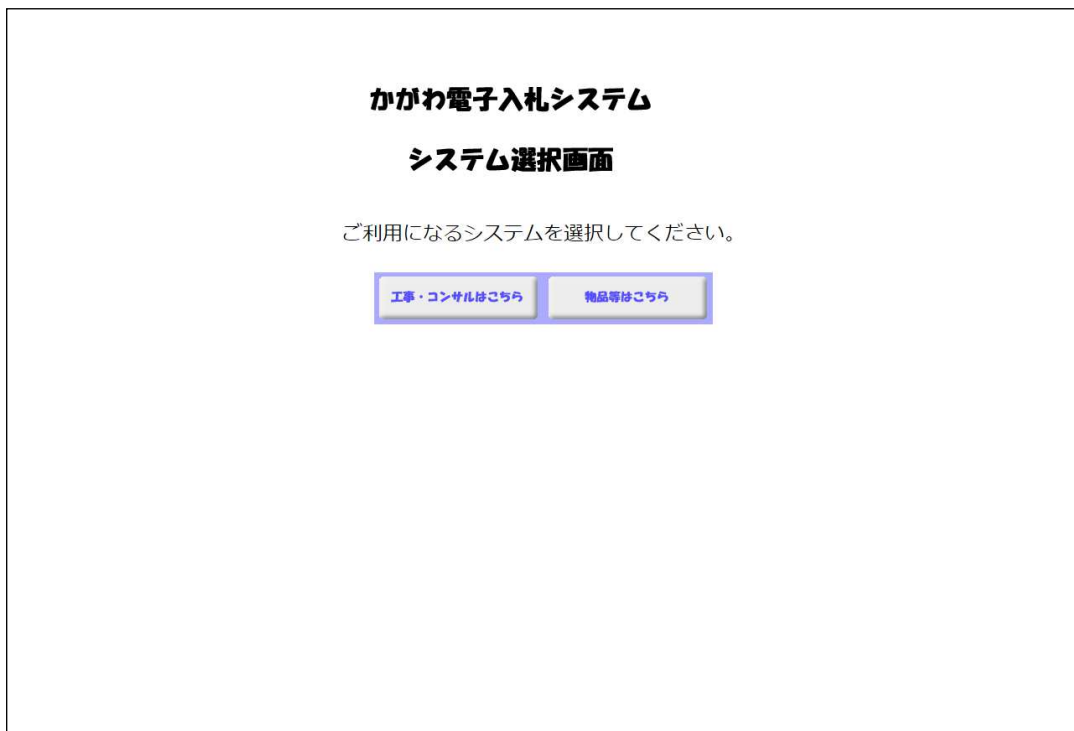 かがわ電子入札システム
システム選択画面
ご利用になるシステムを選択してください。
工事・コンサルはこちら
物品等はこちら